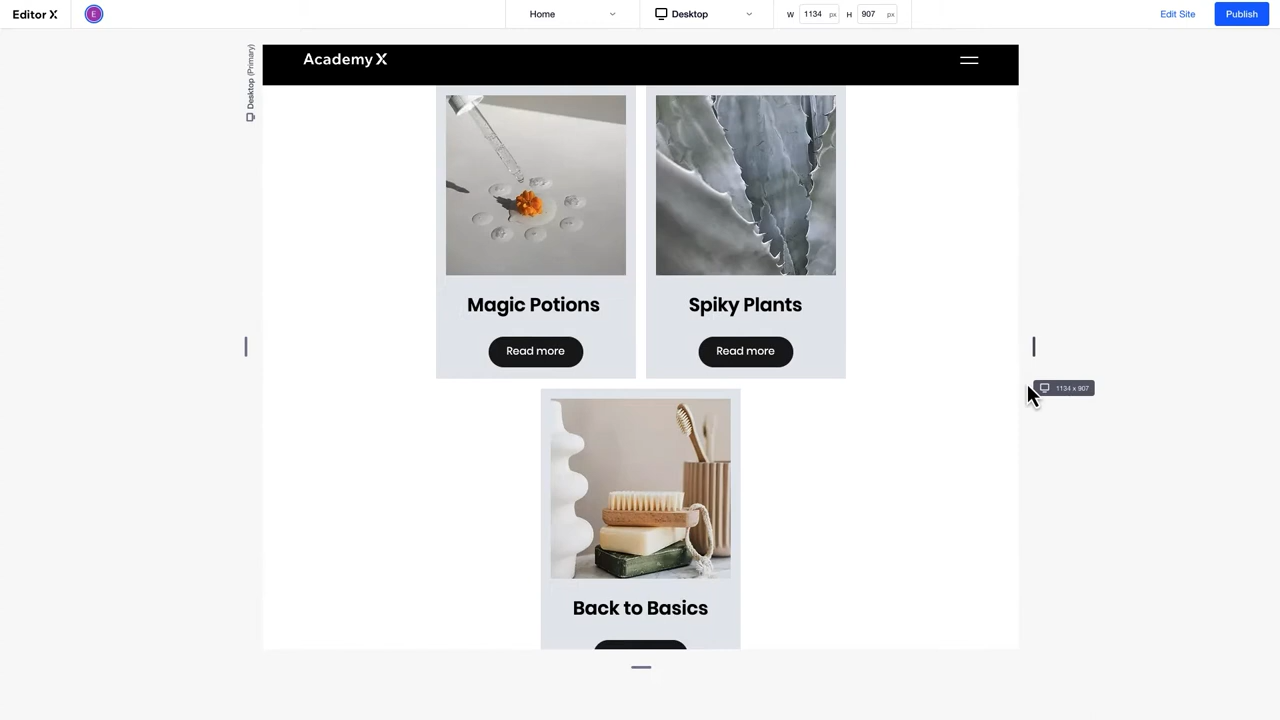 Editor X
E
Home
Desktop
W 1134 px H 907 px
Edit Site
Publish
Desktop (Primary)
Academy X
Magic Potions
Spiky Plants
Read more
Read more
1134 x 907
Back to Basics